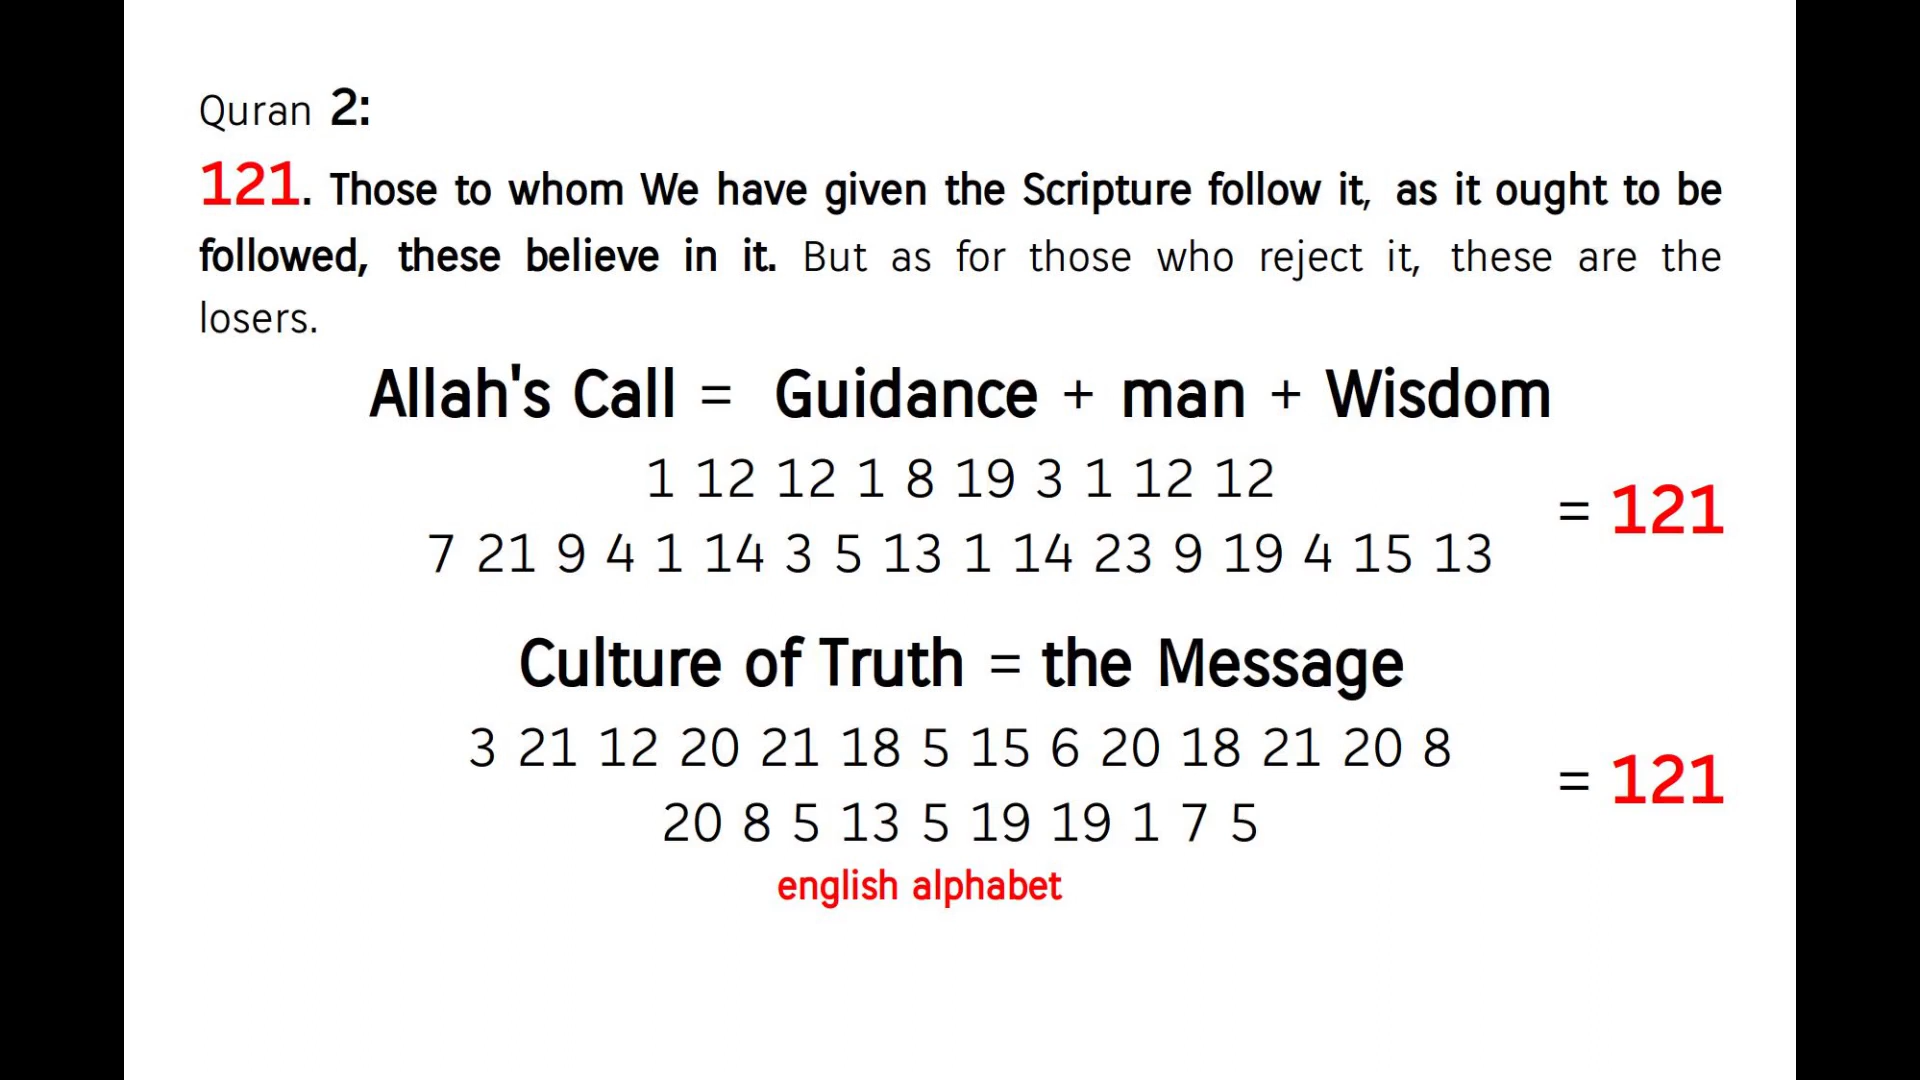 Quran 2:
121. Those to whom We have given the Scripture follow it, as it ought to be
followed, these believe in it. But as for those who reject it, these are the
losers.
Allah's Call = Guidance + man + Wisdom
1 12 12 1 8 19 3 1 12 12
= 121
7 21 9 4 1 14 3 5 13 1 14 23 9 19 4 15 13
Culture of Truth = the Message
3 21 12 20 21 18 5 15 6 20 18 21 20 8
= 121
20 8 5 13 5 19 19 1 7 5
english alphabet